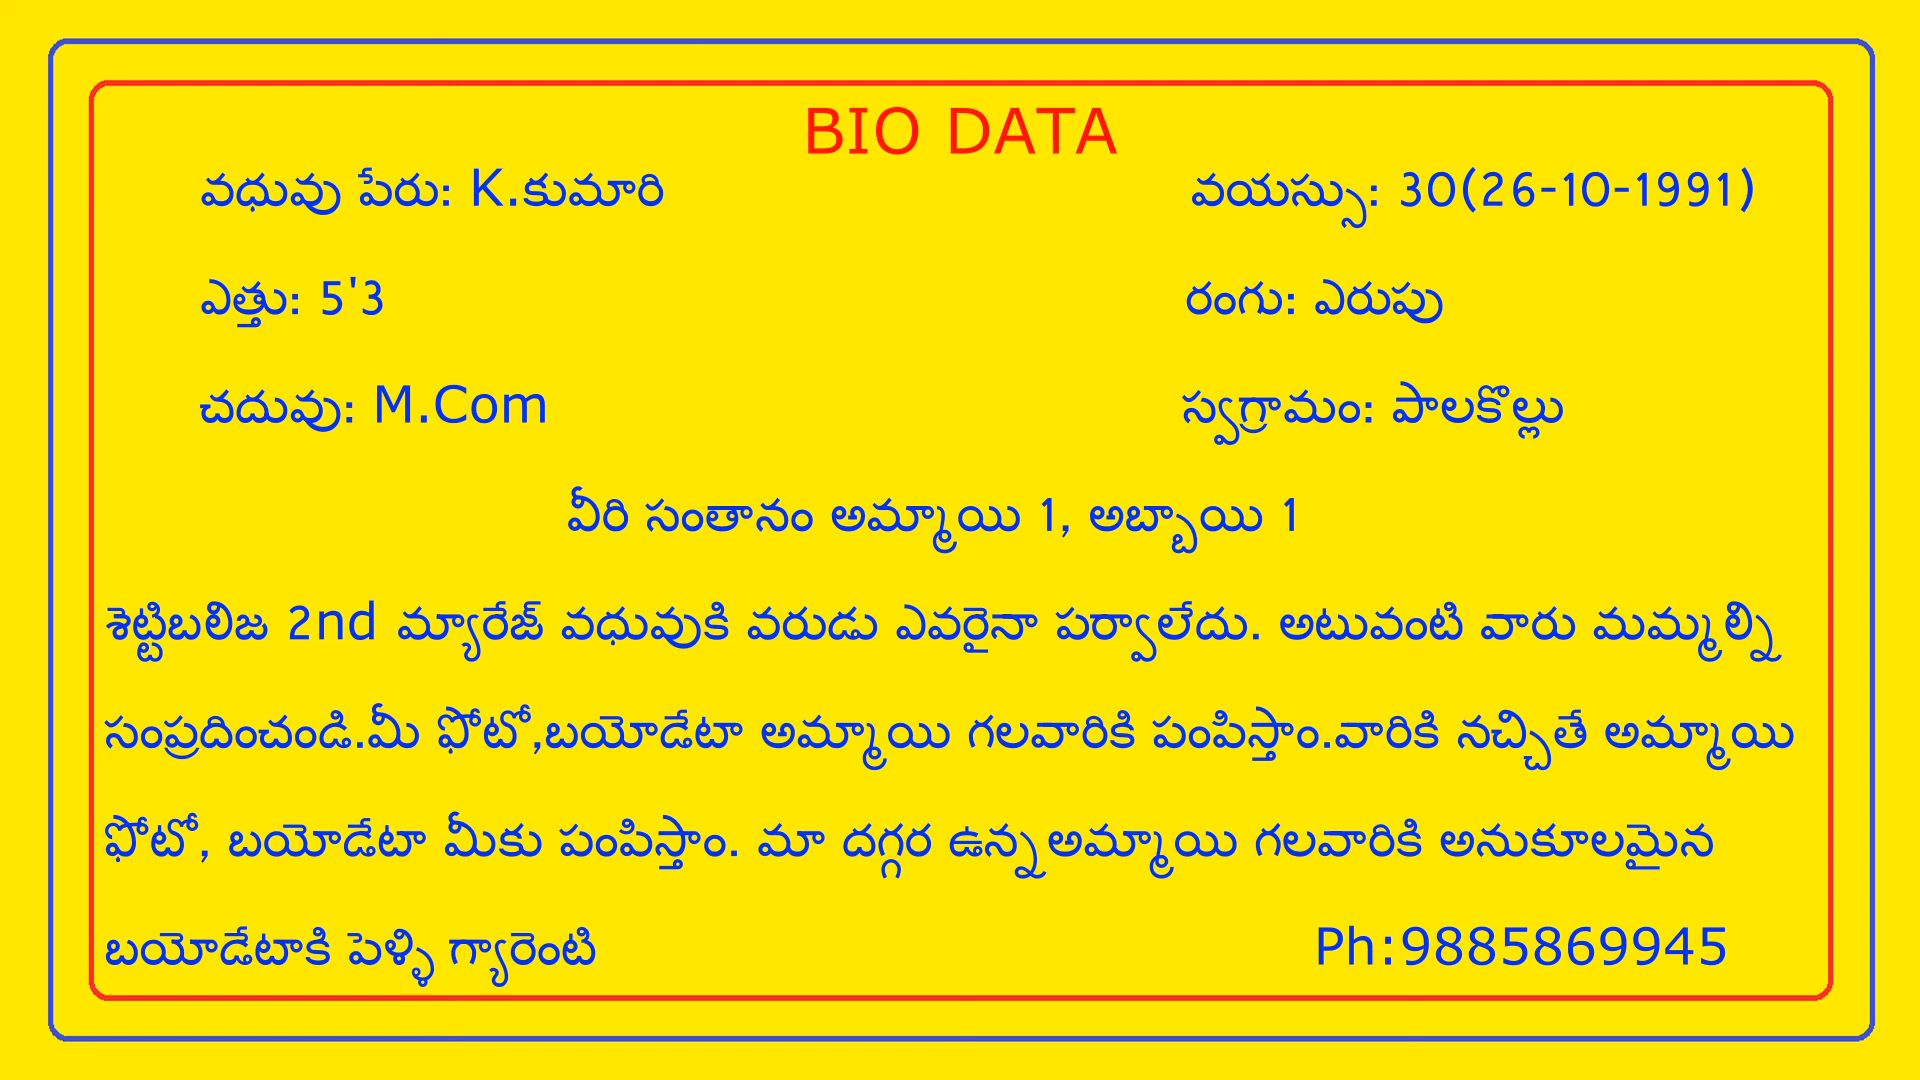 BIO DATA
వధువు పేరు: K.కుమారి వయస్సు: 30(26-10-1991)
ఎత్తు: 5'3 రంగు: ఎరుపు
చదువు: M.Com స్వగ్రామం: పాలకొల్లు
వీరి సంతానం అమ్మాయి 1, అబ్బాయి 1
శెట్టిబలిజ 2nd మ్యారేజ్ వధువుకి వరుడు ఎవరైనా పర్వాలేదు. అటువంటి వారు మమ్మల్ని
సంప్రదించండి.మీ ఫోటో,బయోడేటా అమ్మాయి గలవారికి పంపిస్తాం.వారికి నచ్చితే అమ్మాయి
ఫోటో, బయోడేటా మీకు పంపిస్తాం. మా దగ్గర ఉన్న అమ్మాయి గలవారికి అనుకూలమైన
బయోడేటాకి పెళ్ళి గ్యారెంటి Ph:9885869945